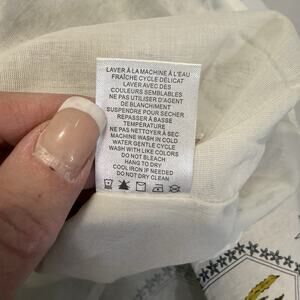 LAVER À LA MACHINE À L'EAU
FRAÎCHE CYCLE DÉLICAT
LAVER AVEC DES
COULEURS SEMBLABLES
NE PAS UTILISER D'AGENT
DE BLANCHIMENT
SUSPENDRE POUR SÉCHER
REPASSER À BASSE
TEMPÉRATURE
NE PAS NETTOYER À SEC
MACHINE WASH IN COLD
WATER GENTLE CYCLE
WASH WITH LIKE COLORS
DO NOT BLEACH
HANG TO DRY
COOL IRON IF NEEDED
DO NOT DRY CLEAN